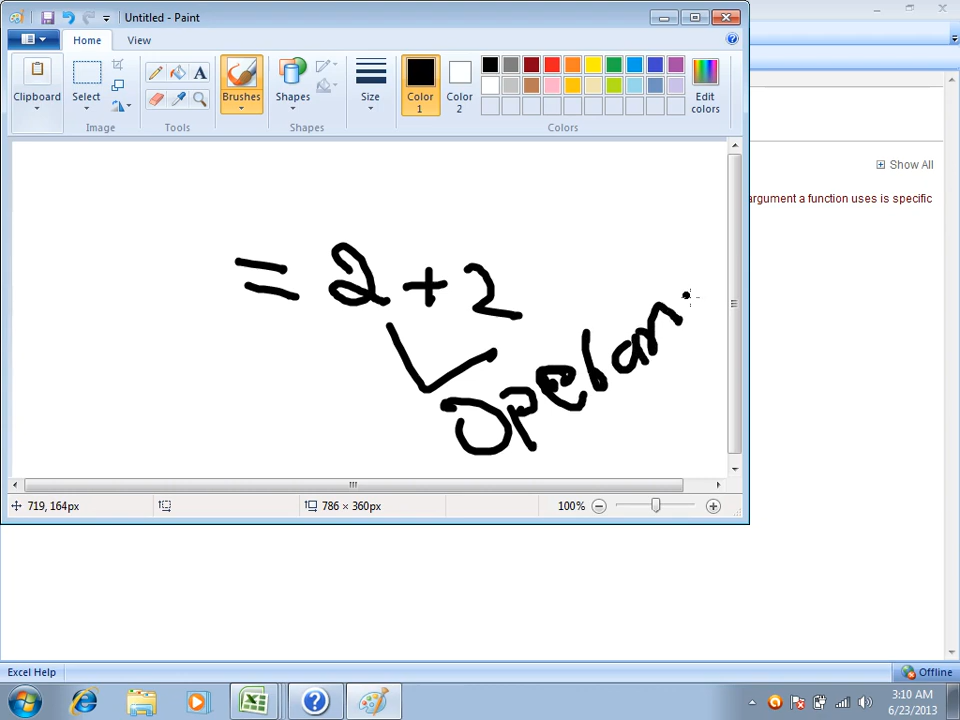 Untitled - Paint
Home
View
Clipboard
Select
Image
Tools
Brushes
Shapes
Shapes
Size
Color 1
Color 2
Edit colors
Colors
Show All
argument a function uses is specific
= 2 + 2
operan
719, 164px
786 × 360px
100%
Excel Help
Offline
3:10 AM
6/23/2013